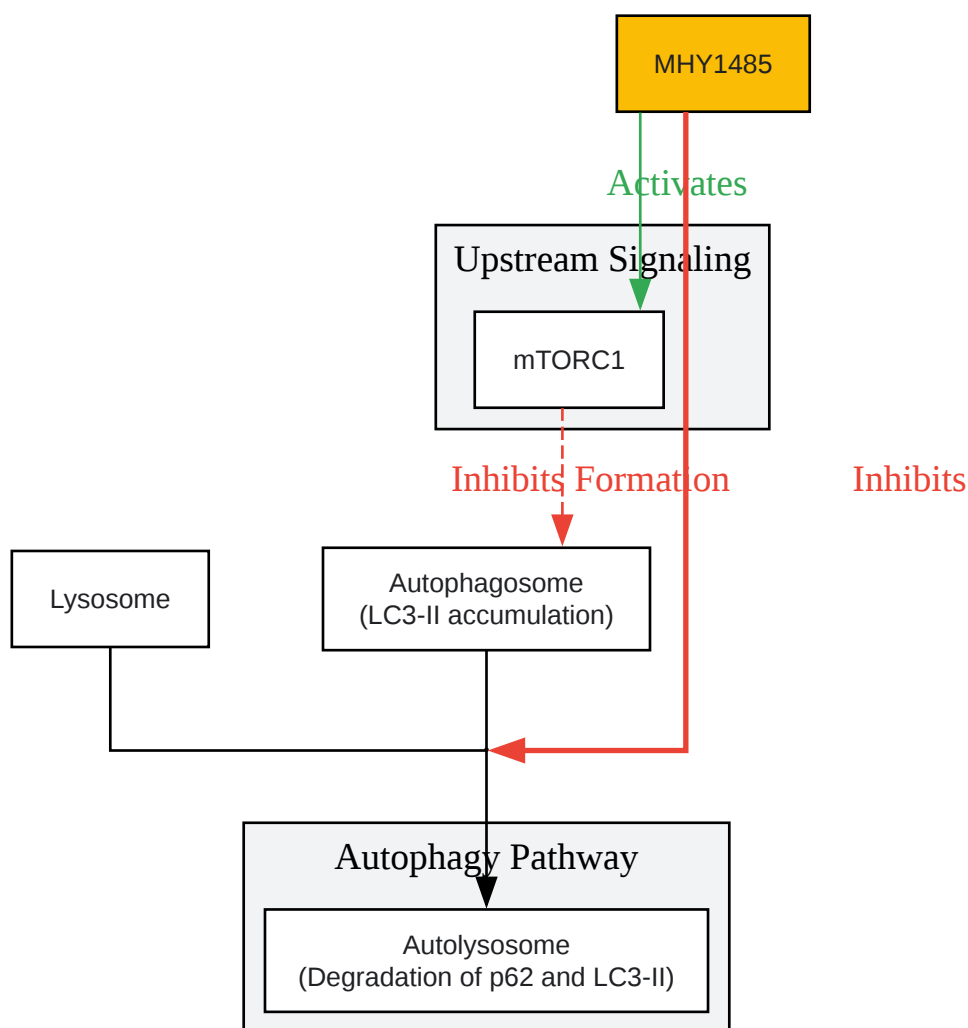 MHY1485
Activates
Upstream Signaling
mTORC1
Inhibits Formation
Inhibits
Lysosome
Autophagosome
(LC3-II accumulation)
Autophagy Pathway
Autolysosome
(Degradation of p62 and LC3-II)